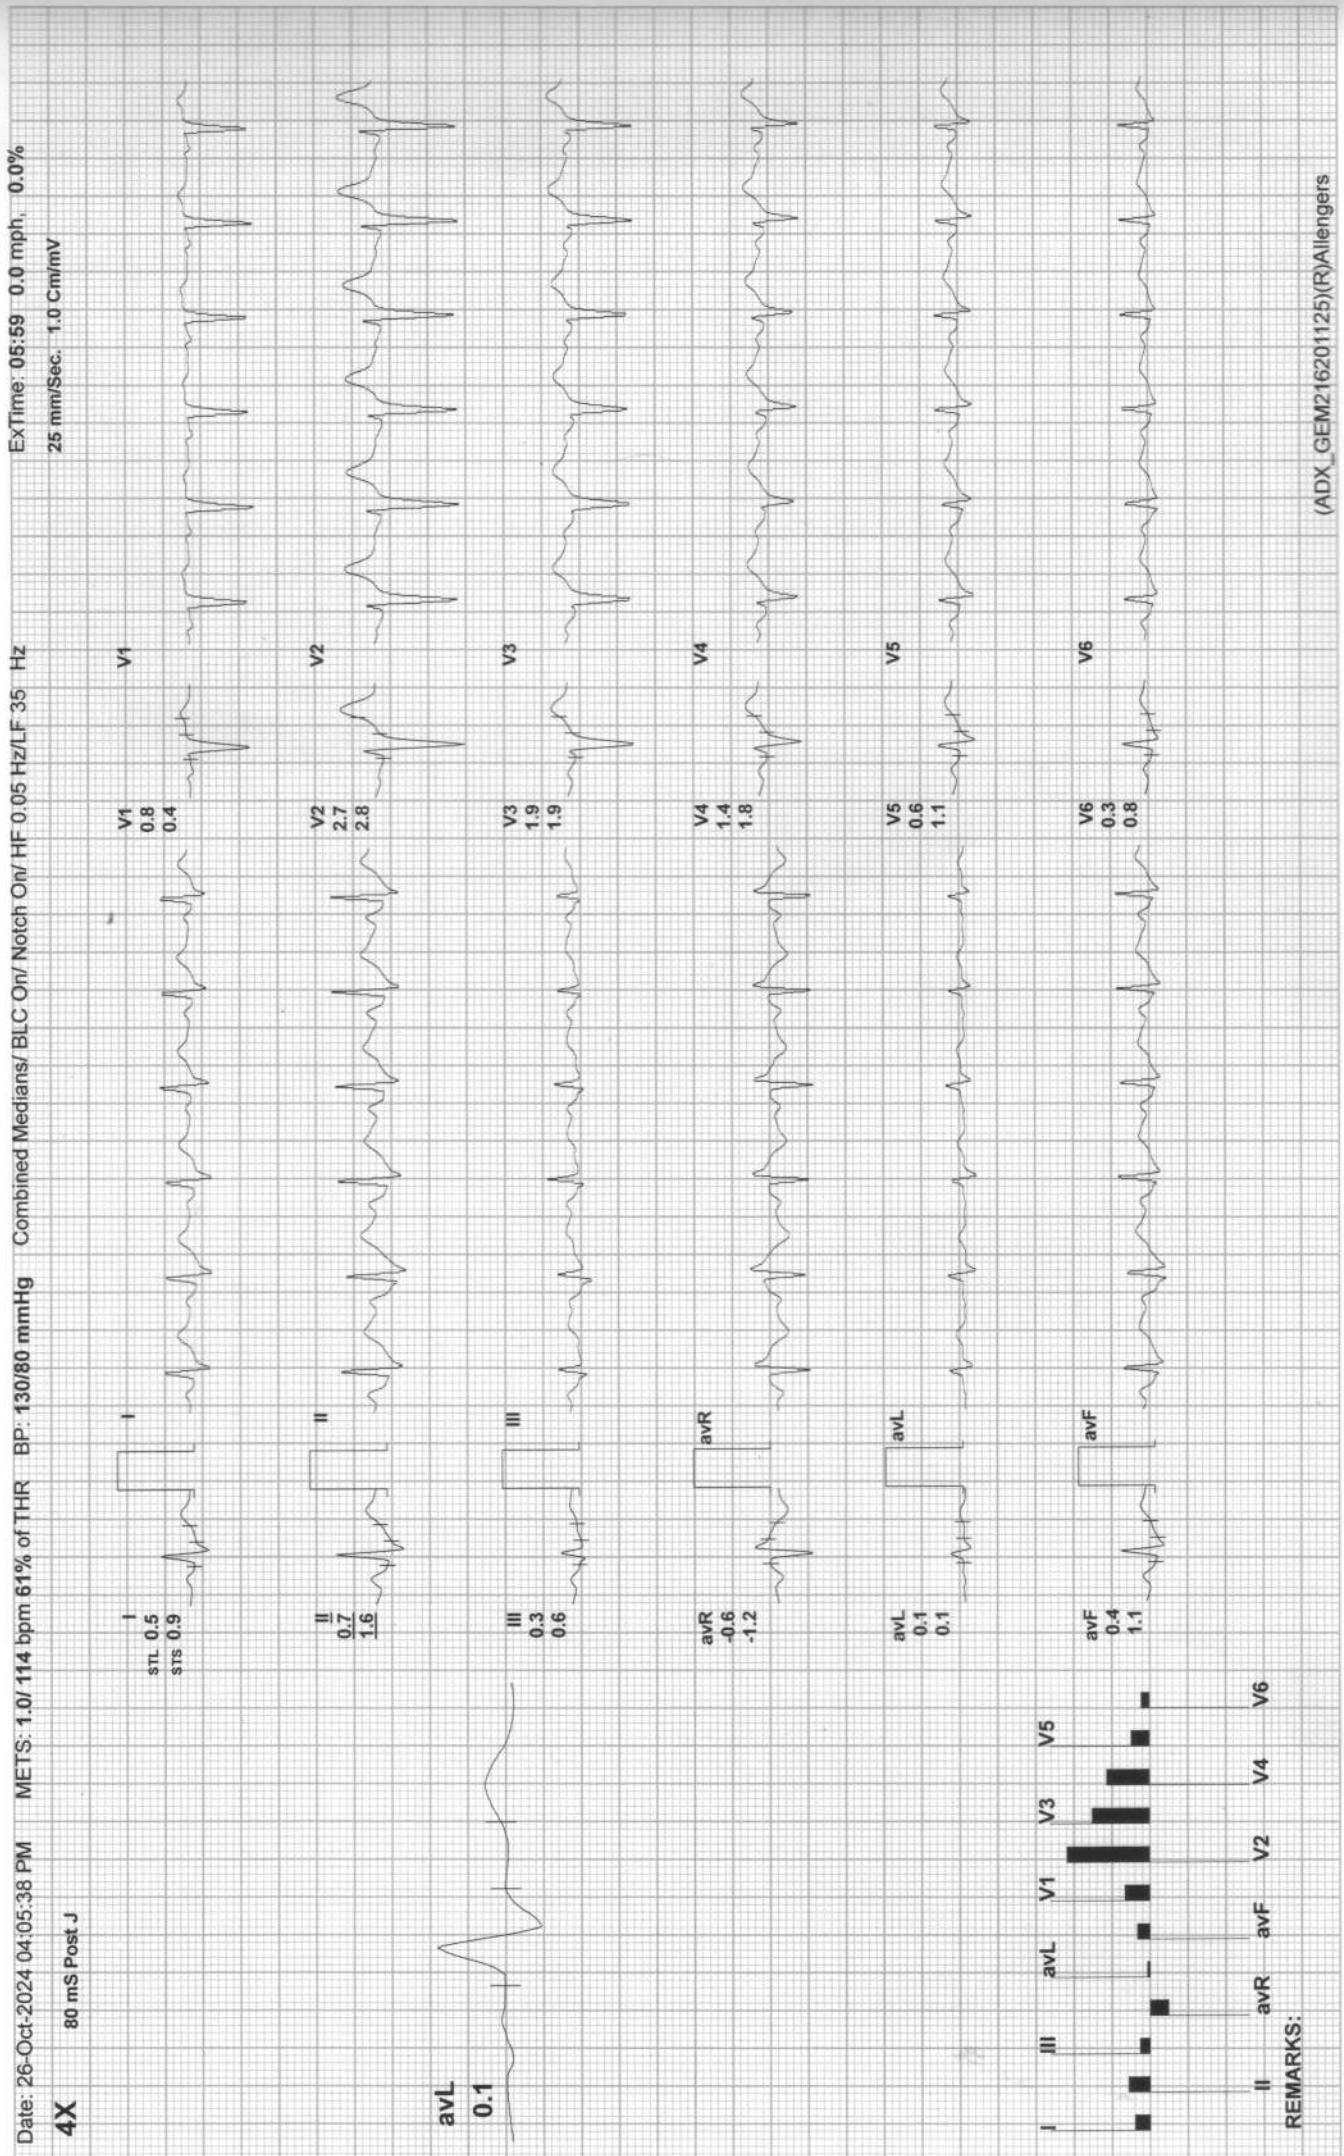 Date: 26-Oct-2024 04:05:38 PM METS: 1.0/ 114 bpm 61% of THR BP: 130/80 mmHg Combined Medians/ BLC On/ Notch On/ HF 0.05 Hz/LF 35 Hz ExTime: 05:59 0.0 mph, 0.0%
4X 80 mS Post J 25 mm/Sec. 1.0 Cm/mV
avL
0.1
I
STL 0.5
STS 0.9
I
V1
0.8
0.4
V1
II
0.7
1.6
II
V2
2.7
2.8
V2
III
0.3
0.6
III
V3
1.9
1.9
V3
avR
-0.6
-1.2
avR
V4
1.4
1.8
V4
avL
0.1
0.1
avL
V5
0.6
1.1
V5
avF
0.4
1.1
avF
V6
0.3
0.8
V6
I III avL V1 V3 V5
II avR avF V2 V4 V6
REMARKS:
(ADX_GEM216201125)(R)Allengers